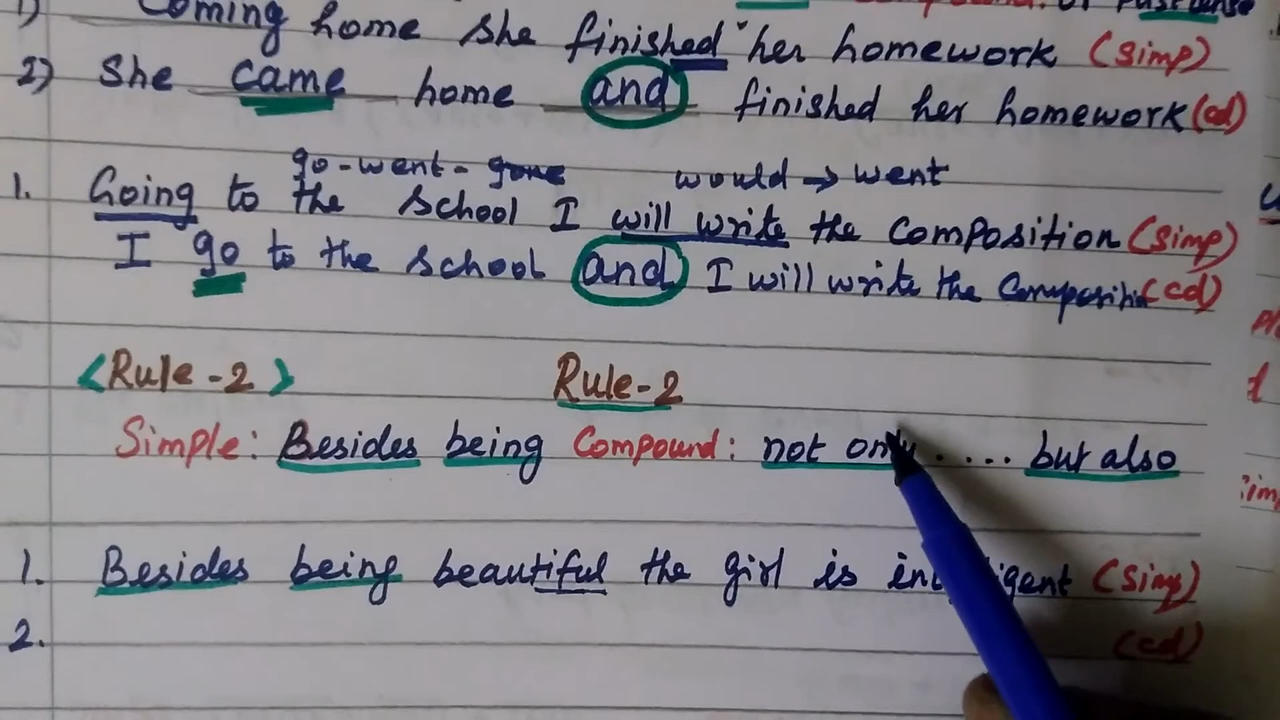 1) Coming home she finished her homework (simp)
2) She came home and finished her homework (cd)
go-went-gone would → went
1. Going to the school I will write the composition (simp)
I go to the school and I will write the (cd)
<Rule-2> Rule-2
Simple: Besides being Compound: not only .... but also
1. Besides being beautiful the girl is intelligent (simp)
2. (cd)